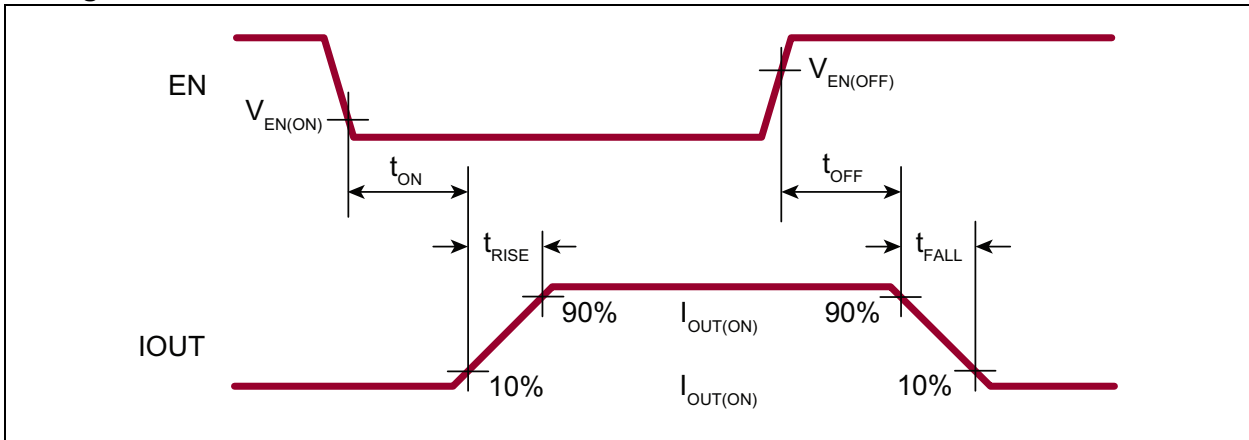 EN
V_EN(ON)
V_EN(OFF)
t_ON
t_OFF
t_RISE
t_FALL
90%
I_OUT(ON)
90%
IOUT
10%
I_OUT(ON)
10%